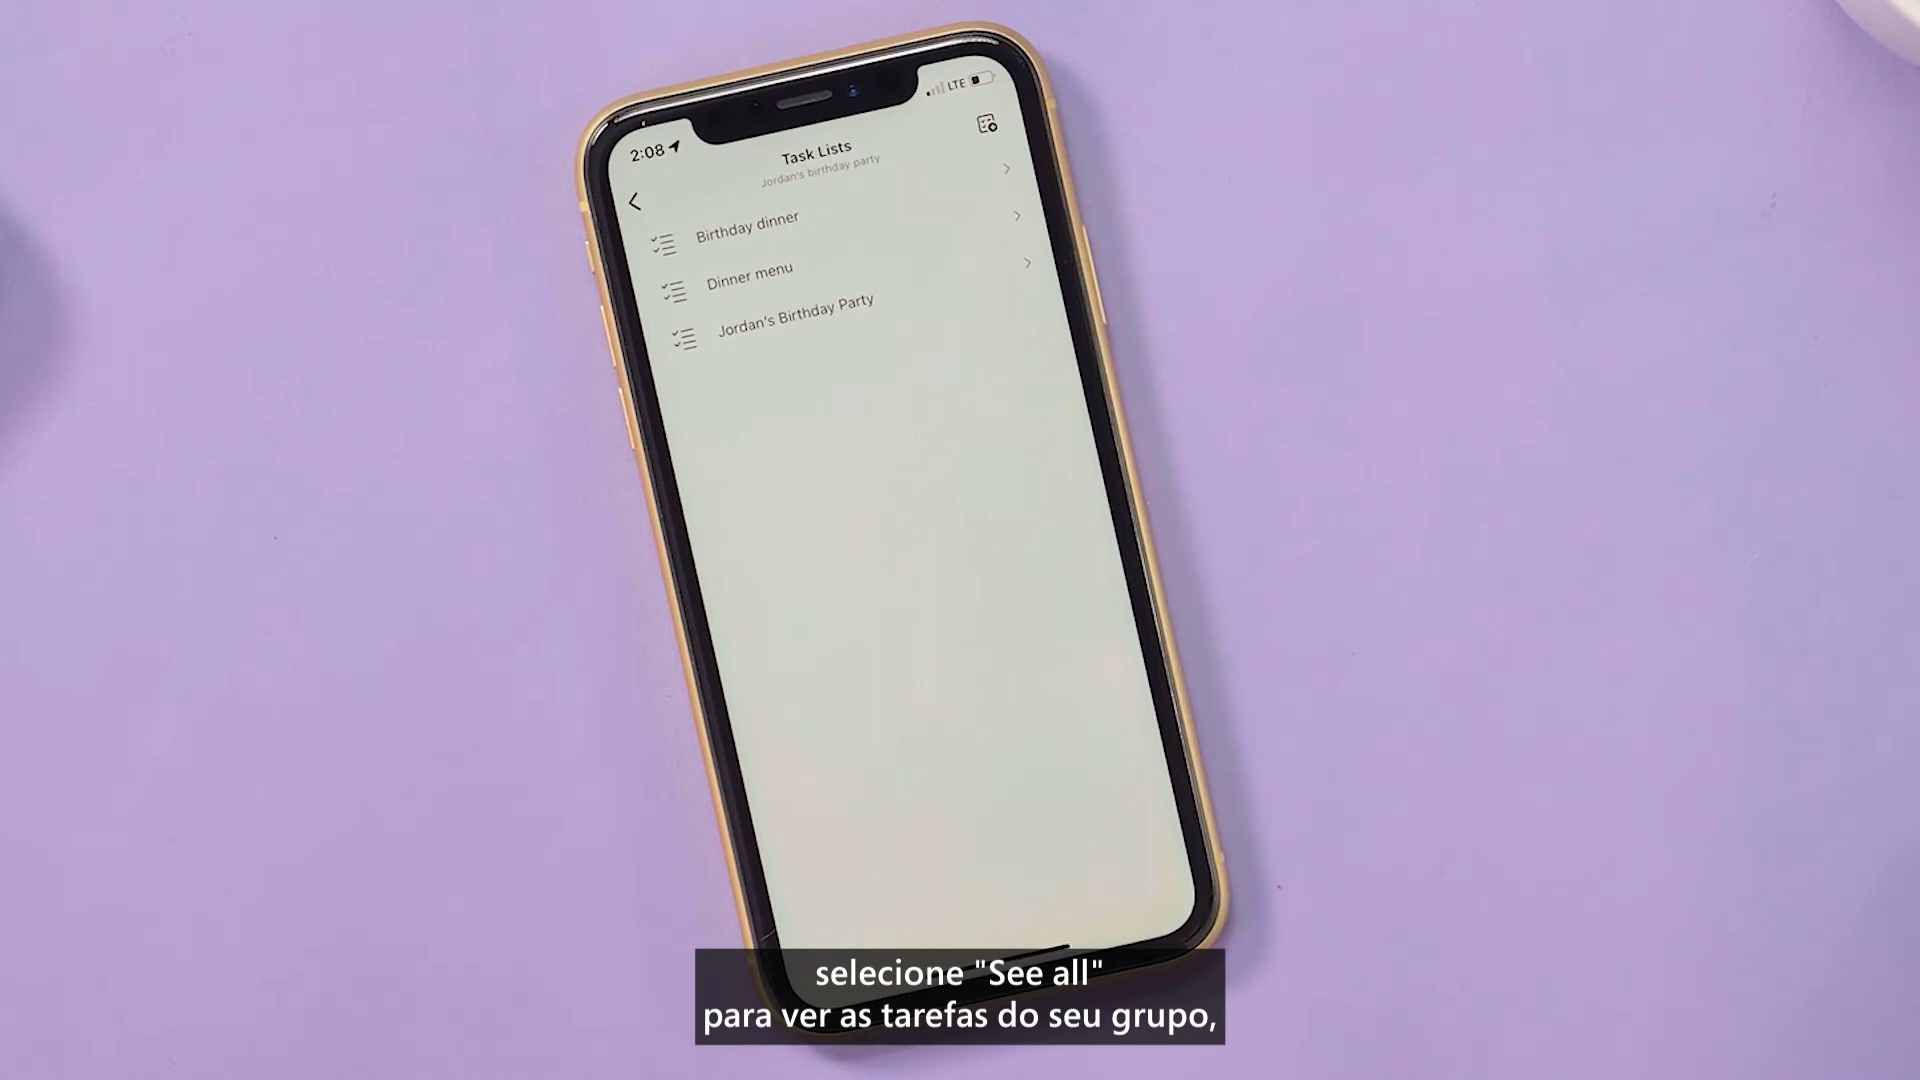 2:08
LTE
Task Lists
Jordan's birthday party
Birthday dinner
Dinner menu
Jordan's Birthday Party
selecione "See all"
para ver as tarefas do seu grupo,